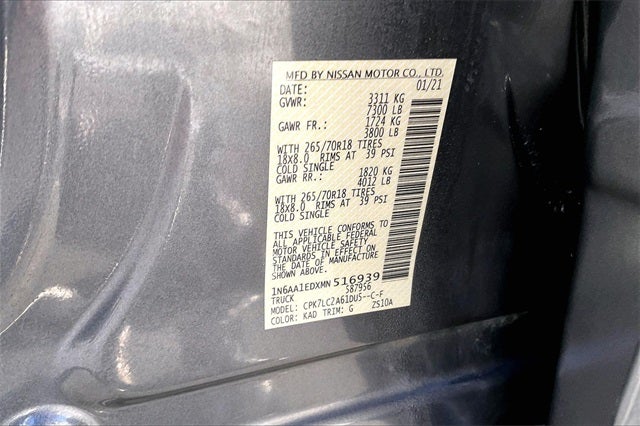 MFD BY NISSAN MOTOR CO., LTD.
DATE: 01/21
GVWR: 3311 KG
7300 LB
GAWR FR.: 1724 KG
3800 LB
WITH 265/70R18 TIRES
18X8.0 RIMS AT 39 PSI
COLD SINGLE
GAWR RR.: 1820 KG
4012 LB
WITH 265/70R18 TIRES
18X8.0 RIMS AT 39 PSI
COLD SINGLE
THIS VEHICLE CONFORMS TO
ALL APPLICABLE FEDERAL
MOTOR VEHICLE SAFETY
STANDARDS IN EFFECT ON
THE DATE OF MANUFACTURE
SHOWN ABOVE.
1N6AA1EDXMN516939
TRUCK 587956
MODEL: CPK7LC2A61DU5--C-F
COLOR: KAD TRIM: G ZS10A